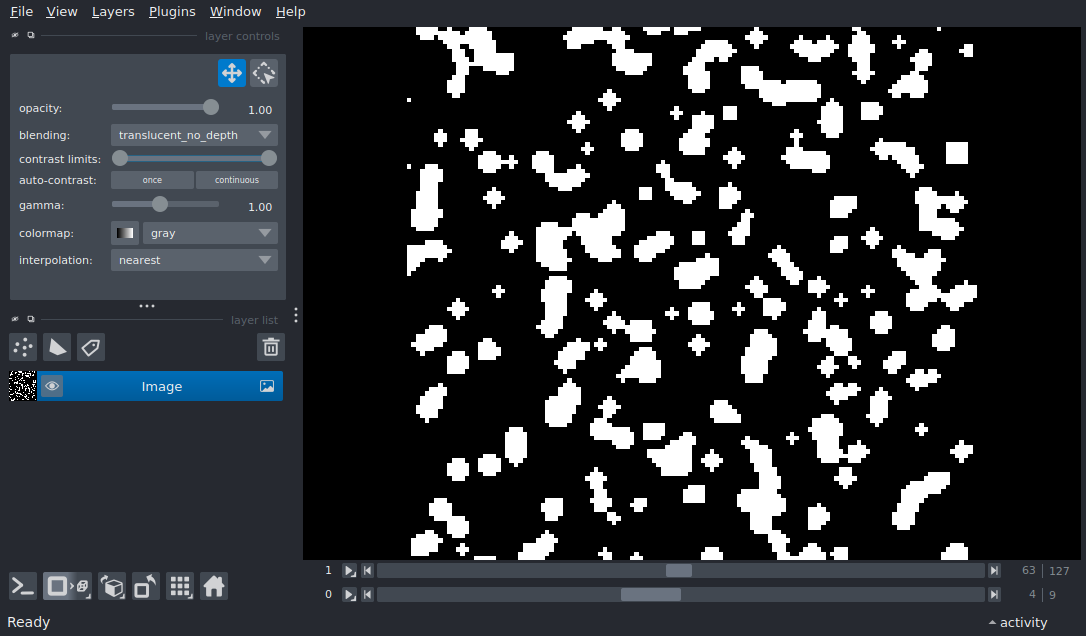 File View Layers Plugins Window Help
layer controls
opacity: 1.00
blending: translucent_no_depth
contrast limits:
auto-contrast: once continuous
gamma: 1.00
colormap: gray
interpolation: nearest
layer list
Image
1 63 127
0 4 9
Ready activity